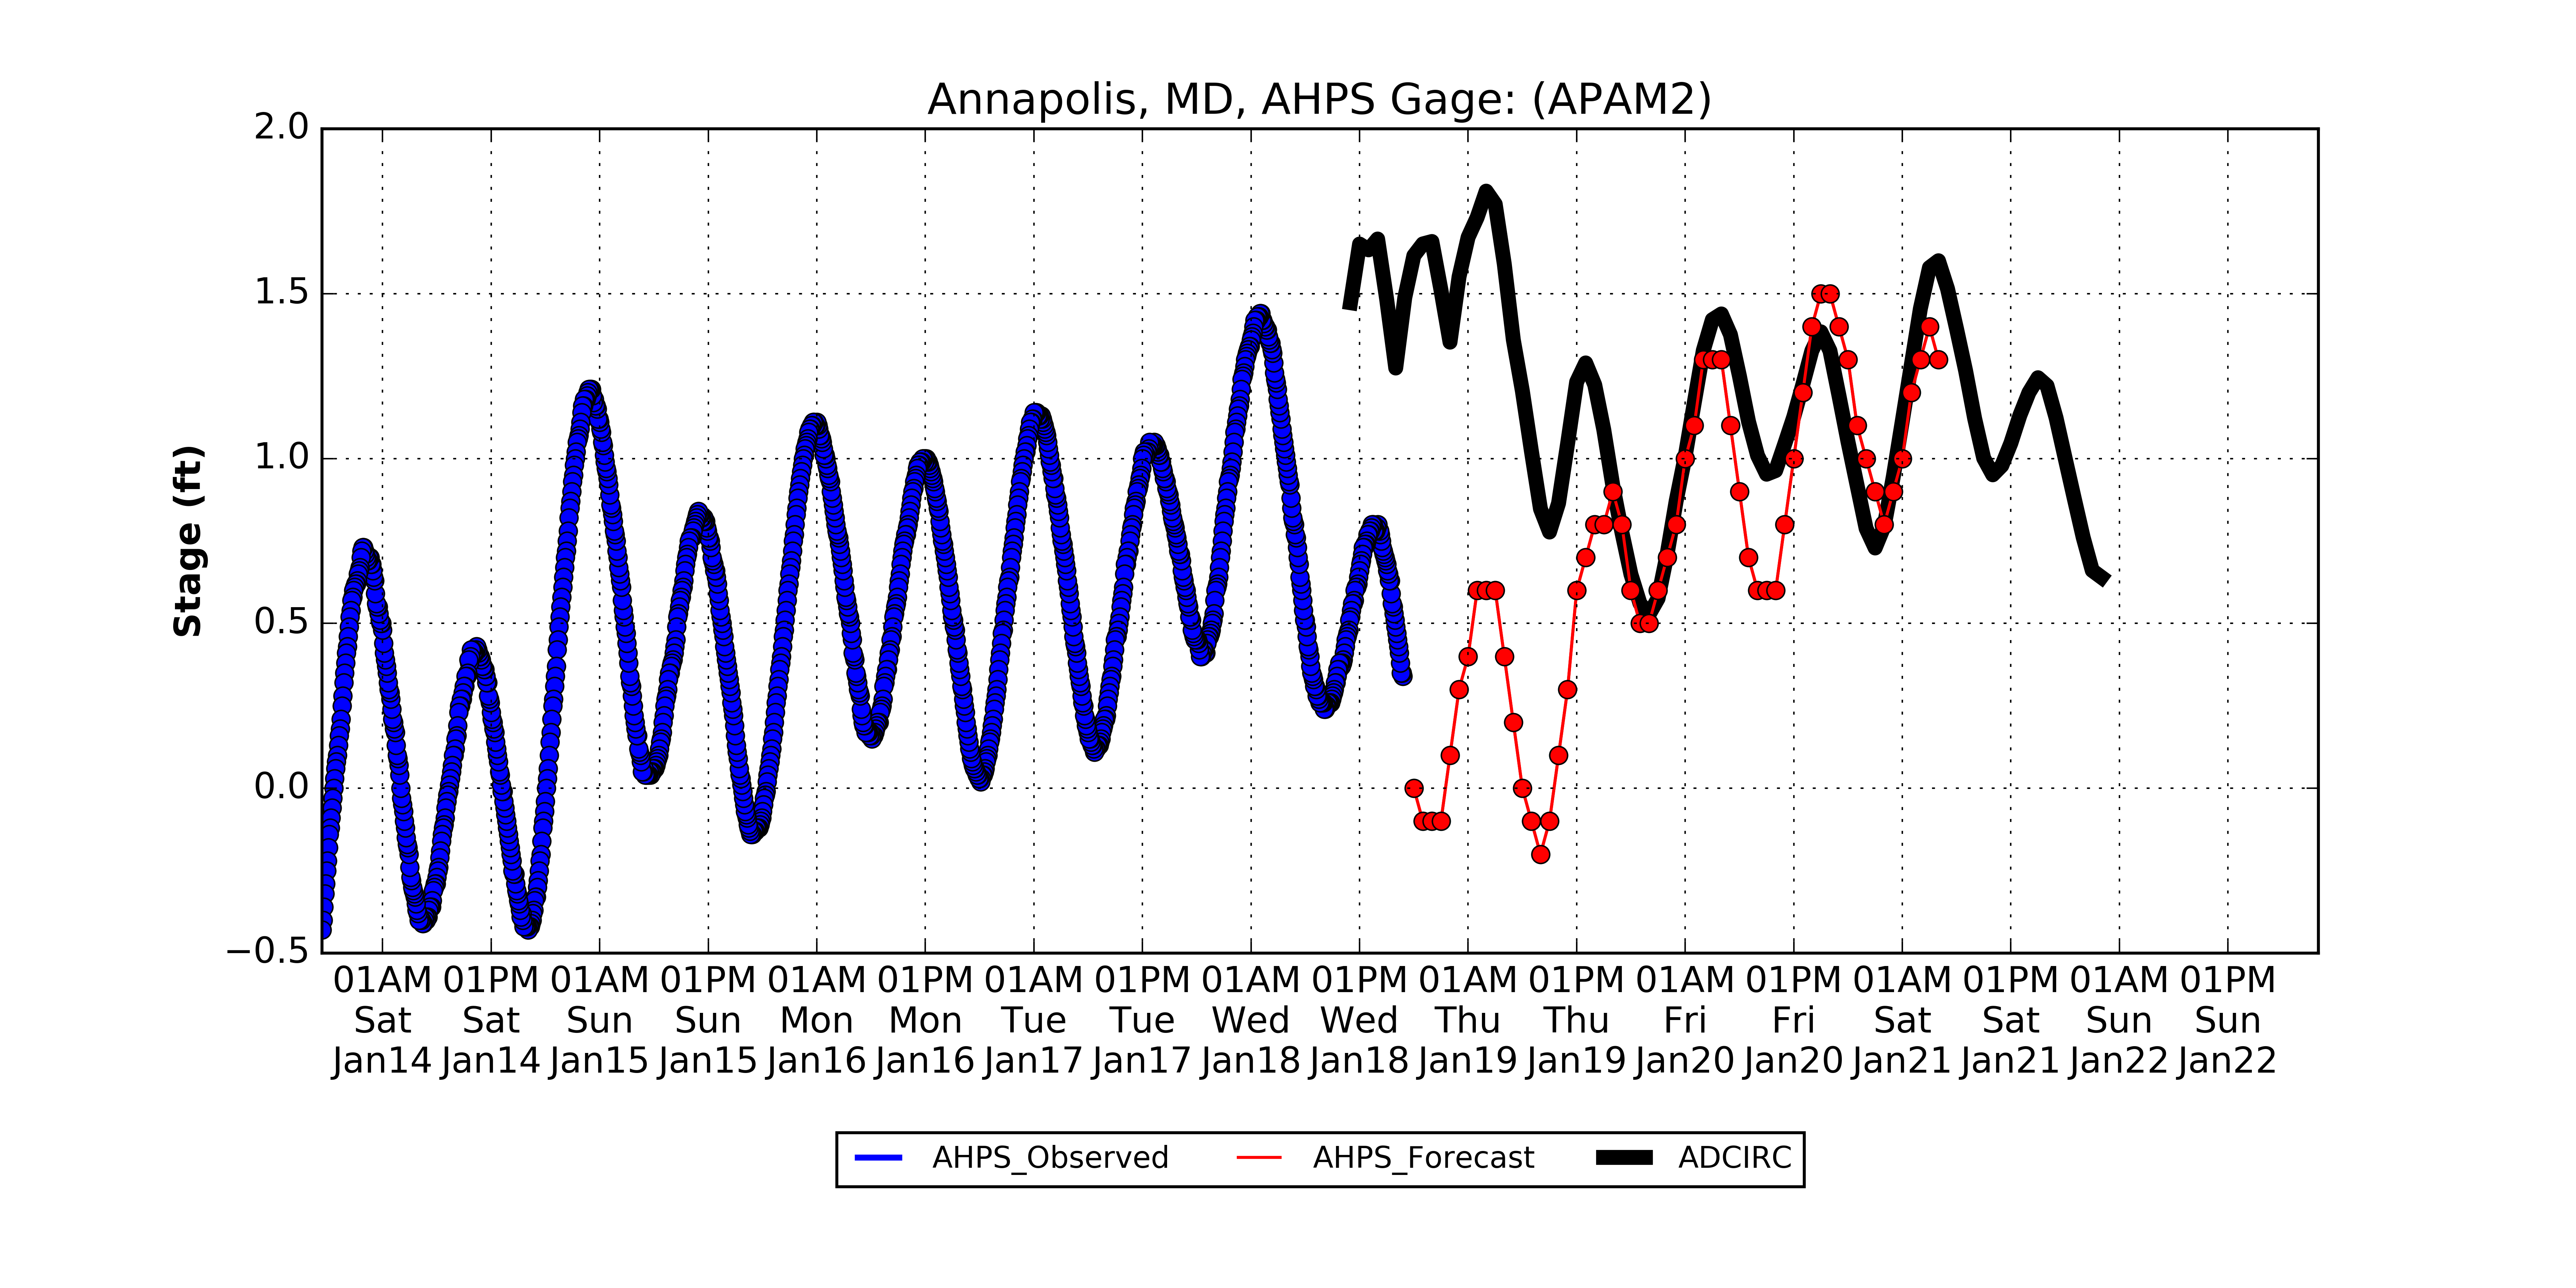 Annapolis, MD, AHPS Gage: (APAM2)
Stage (ft)
2.0
1.5
1.0
0.5
0.0
−0.5
01AM 01PM 01AM 01PM 01AM 01PM 01AM 01PM 01AM 01PM 01AM 01PM 01AM 01PM 01AM 01PM 01AM 01PM
Sat Sat Sun Sun Mon Mon Tue Tue Wed Wed Thu Thu Fri Fri Sat Sat Sun Sun
Jan14 Jan14 Jan15 Jan15 Jan16 Jan16 Jan17 Jan17 Jan18 Jan18 Jan19 Jan19 Jan20 Jan20 Jan21 Jan21 Jan22 Jan22
AHPS_Observed AHPS_Forecast ADCIRC